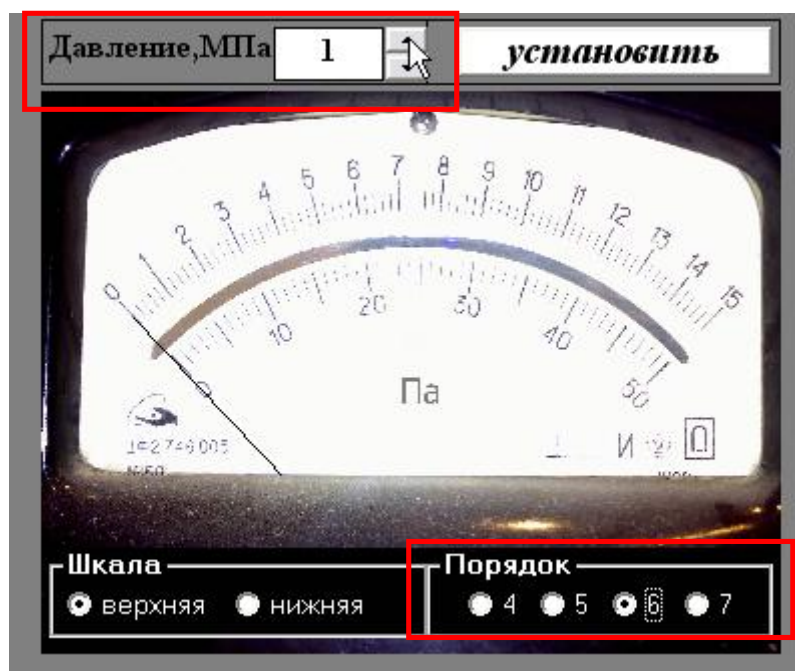 Давление,МПа 1 установить
0 1 2 3 4 5 6 7 8 9 10 11 12 13 14 15
0 10 20 30 40 50
Па
И
Шкала
верхняя нижняя
Порядок
4 5 6 7